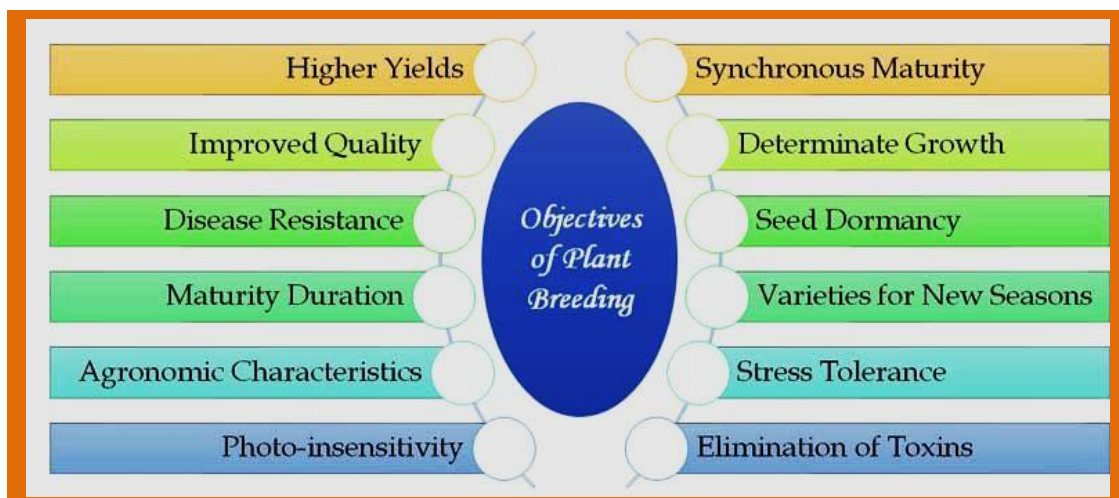 Higher Yields
Improved Quality
Disease Resistance
Maturity Duration
Agronomic Characteristics
Photo-insensitivity
Objectives
of Plant
Breeding
Synchronous Maturity
Determinate Growth
Seed Dormancy
Varieties for New Seasons
Stress Tolerance
Elimination of Toxins